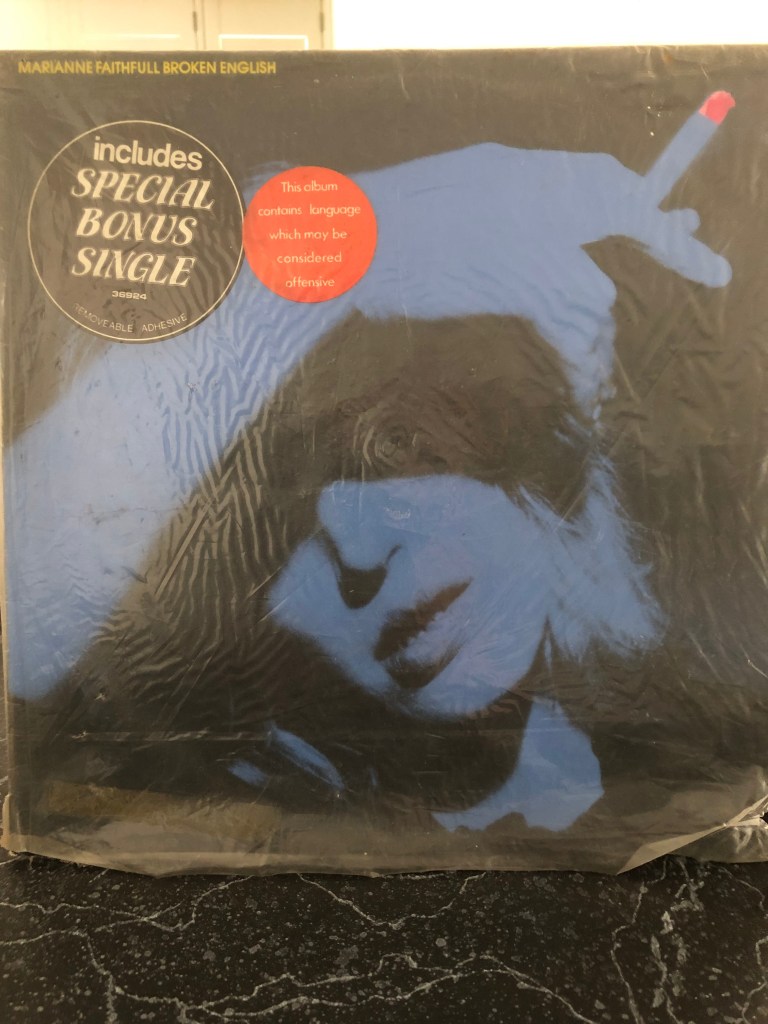 MARIANNE FAITHFULL BROKEN ENGLISH
includes
SPECIAL
BONUS
SINGLE
36924
REMOVEABLE ADHESIVE
This album
contains language
which may be
considered
offensive